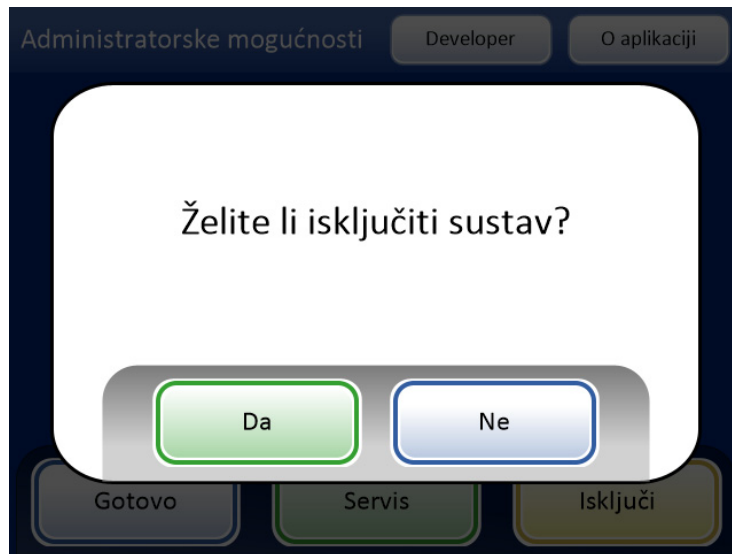 Administratorske mogućnosti
Developer
O aplikaciji
Želite li isključiti sustav?
Da
Ne
Gotovo
Servis
Isključi